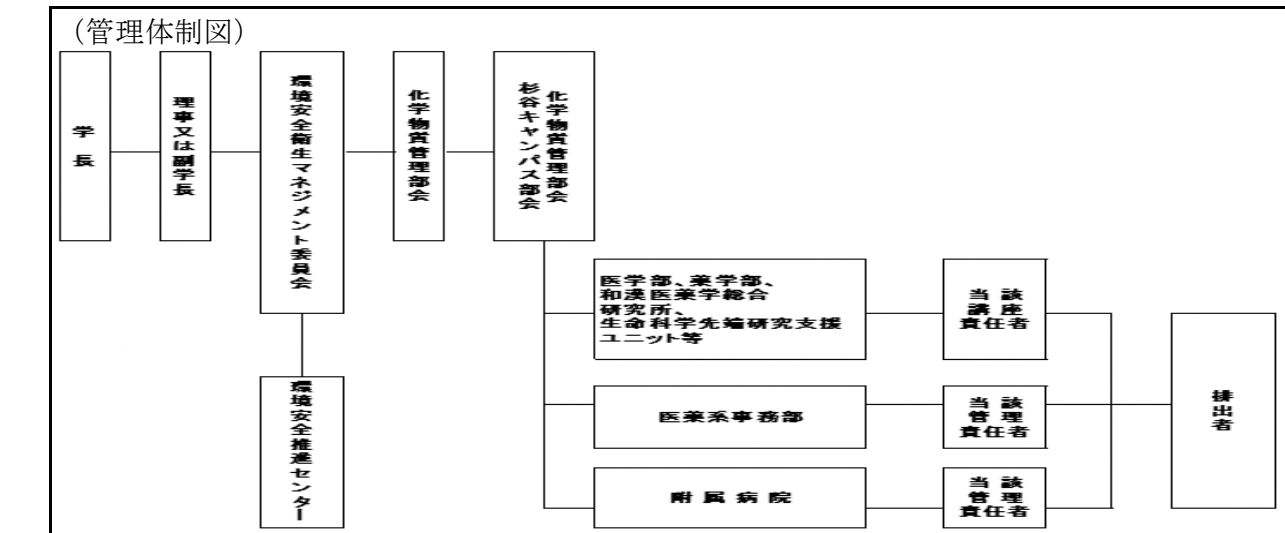 （管理体制図）
学長
理事又は副学長
環境安全衛生マネジメント委員会
化学物質管理部会
化学物質管理部会
杉谷キャンパス部会
医学部、薬学部、
和漢医薬学総合
研究所、
生命科学先端研究支援
ユニット等
当該
講座
責任者
排出者
医薬系事務部
当該
管理
責任者
附属病院
当該
管理
責任者
環境安全推進センター